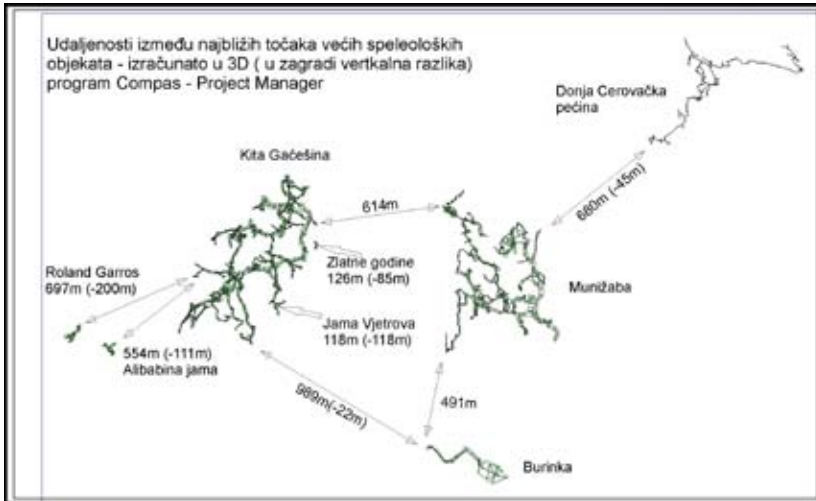 Udaljenosti između najbližih točaka većih speleoloških
objekata - izračunato u 3D ( u zagradi vertkalna razlika)
program Compas - Project Manager
Donja Cerovačka
pećina
Kita Gaćešina
614m
680m (-45m)
Roland Garros
697m (-200m)
Zlatne godine
126m (-85m)
Munižaba
Jama Vjetrova
118m (-118m)
554m (-111m)
Alibabina jama
989m(-22m)
491m
Burinka